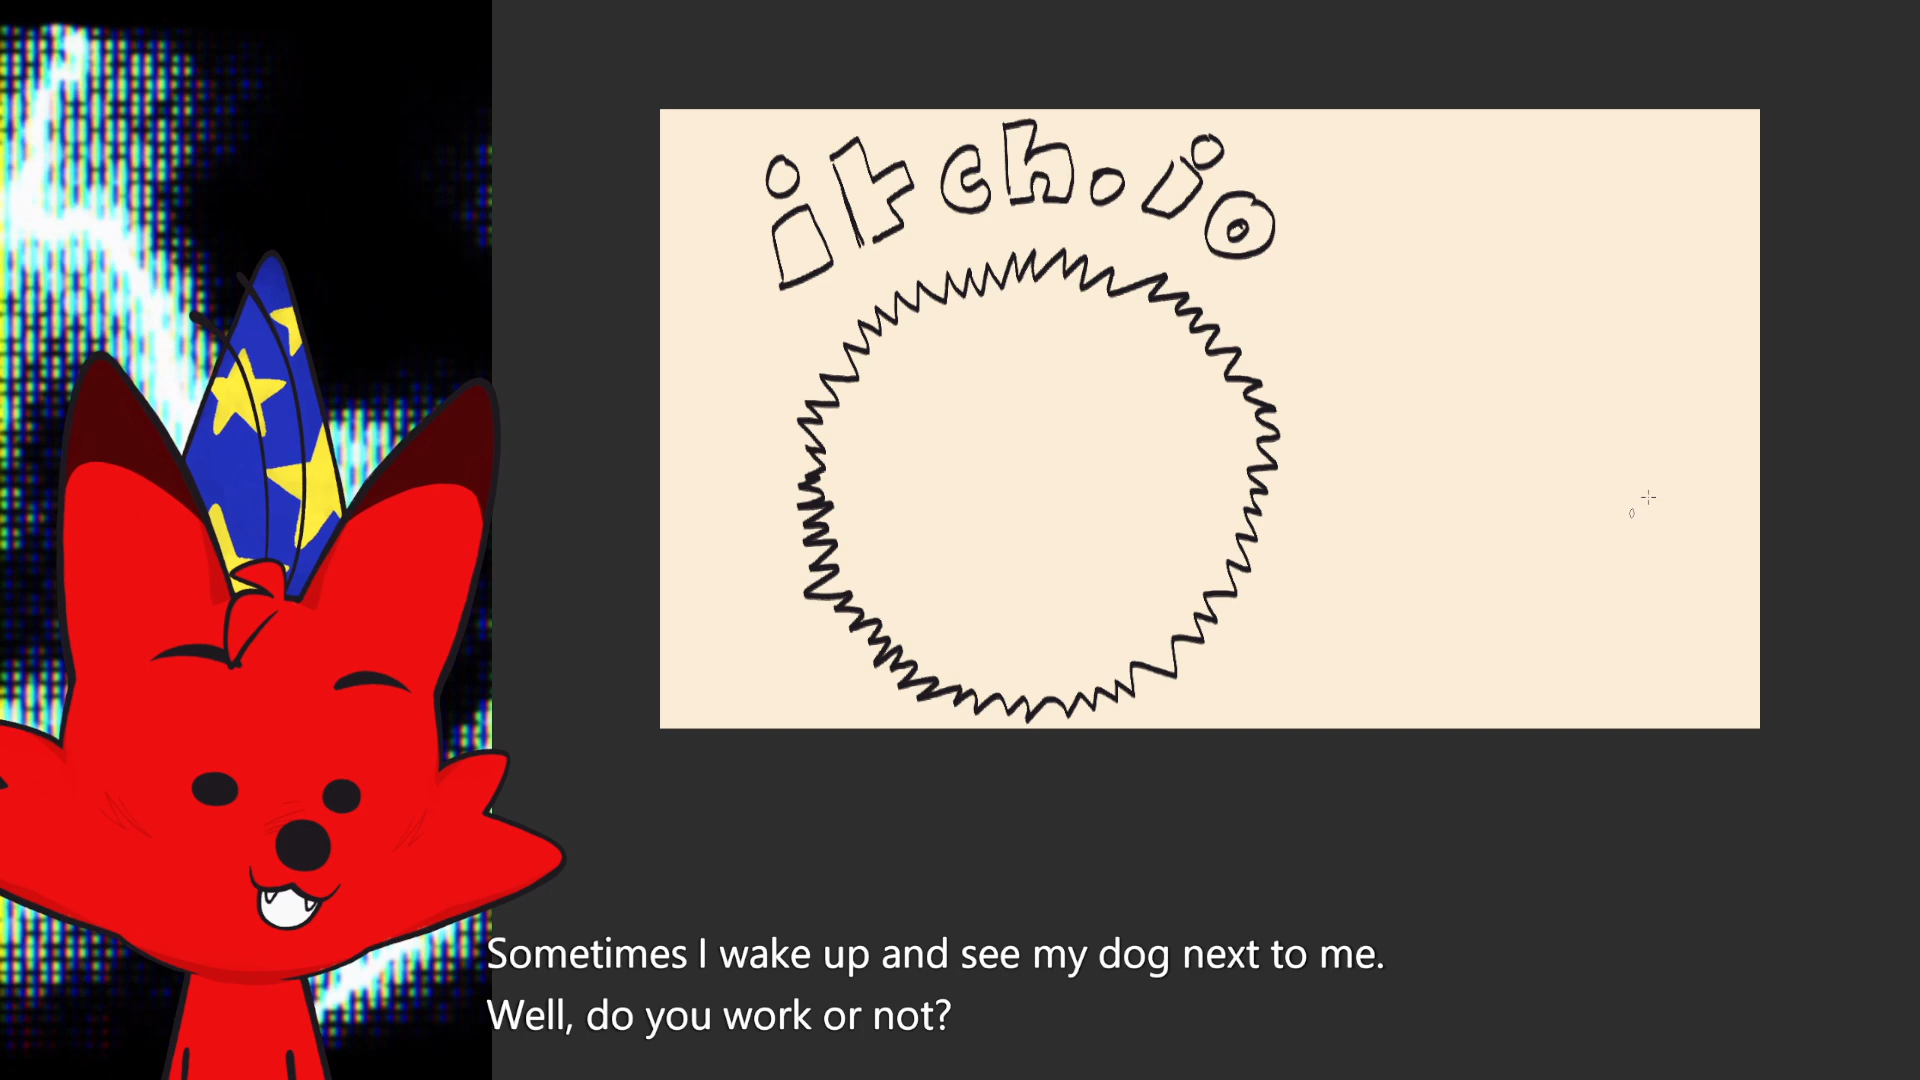 itch.io
Sometimes I wake up and see my dog next to me.
Well, do you work or not?